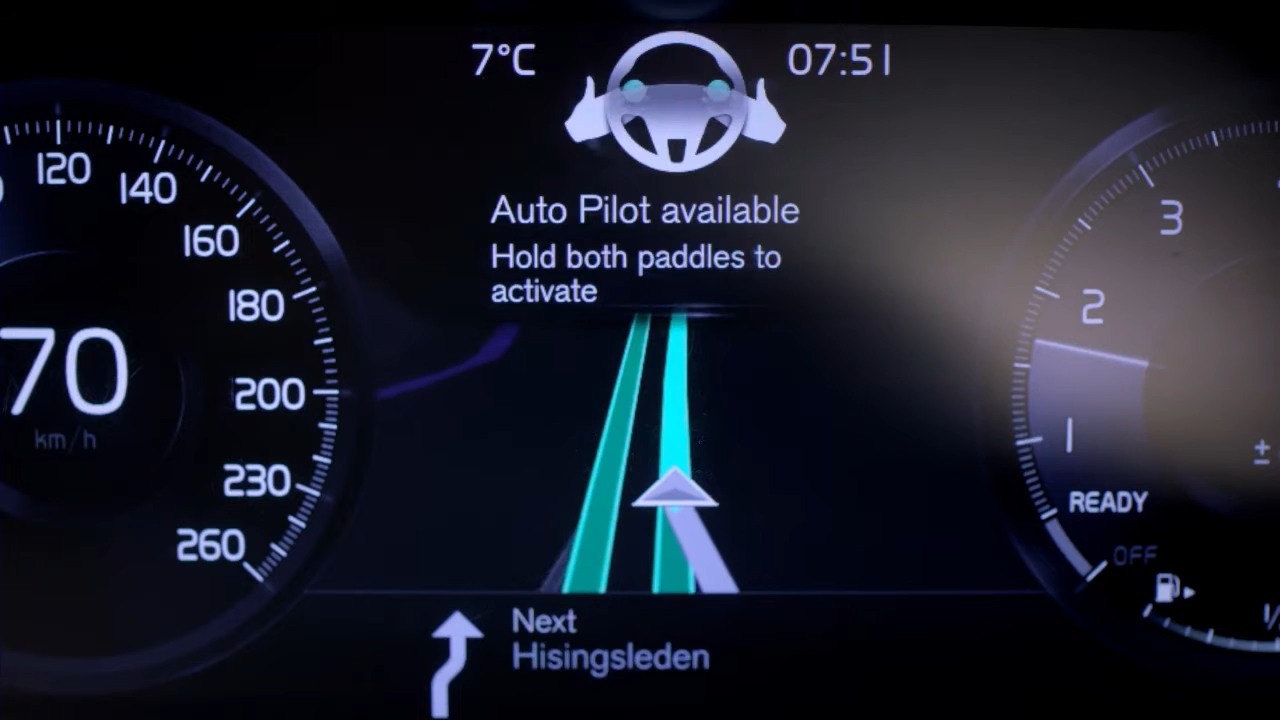 7°C
07:51
Auto Pilot available
Hold both paddles to
activate
120
140
160
180
200
230
260
70
km/h
3
2
1
READY
OFF
Next
Hisingsleden